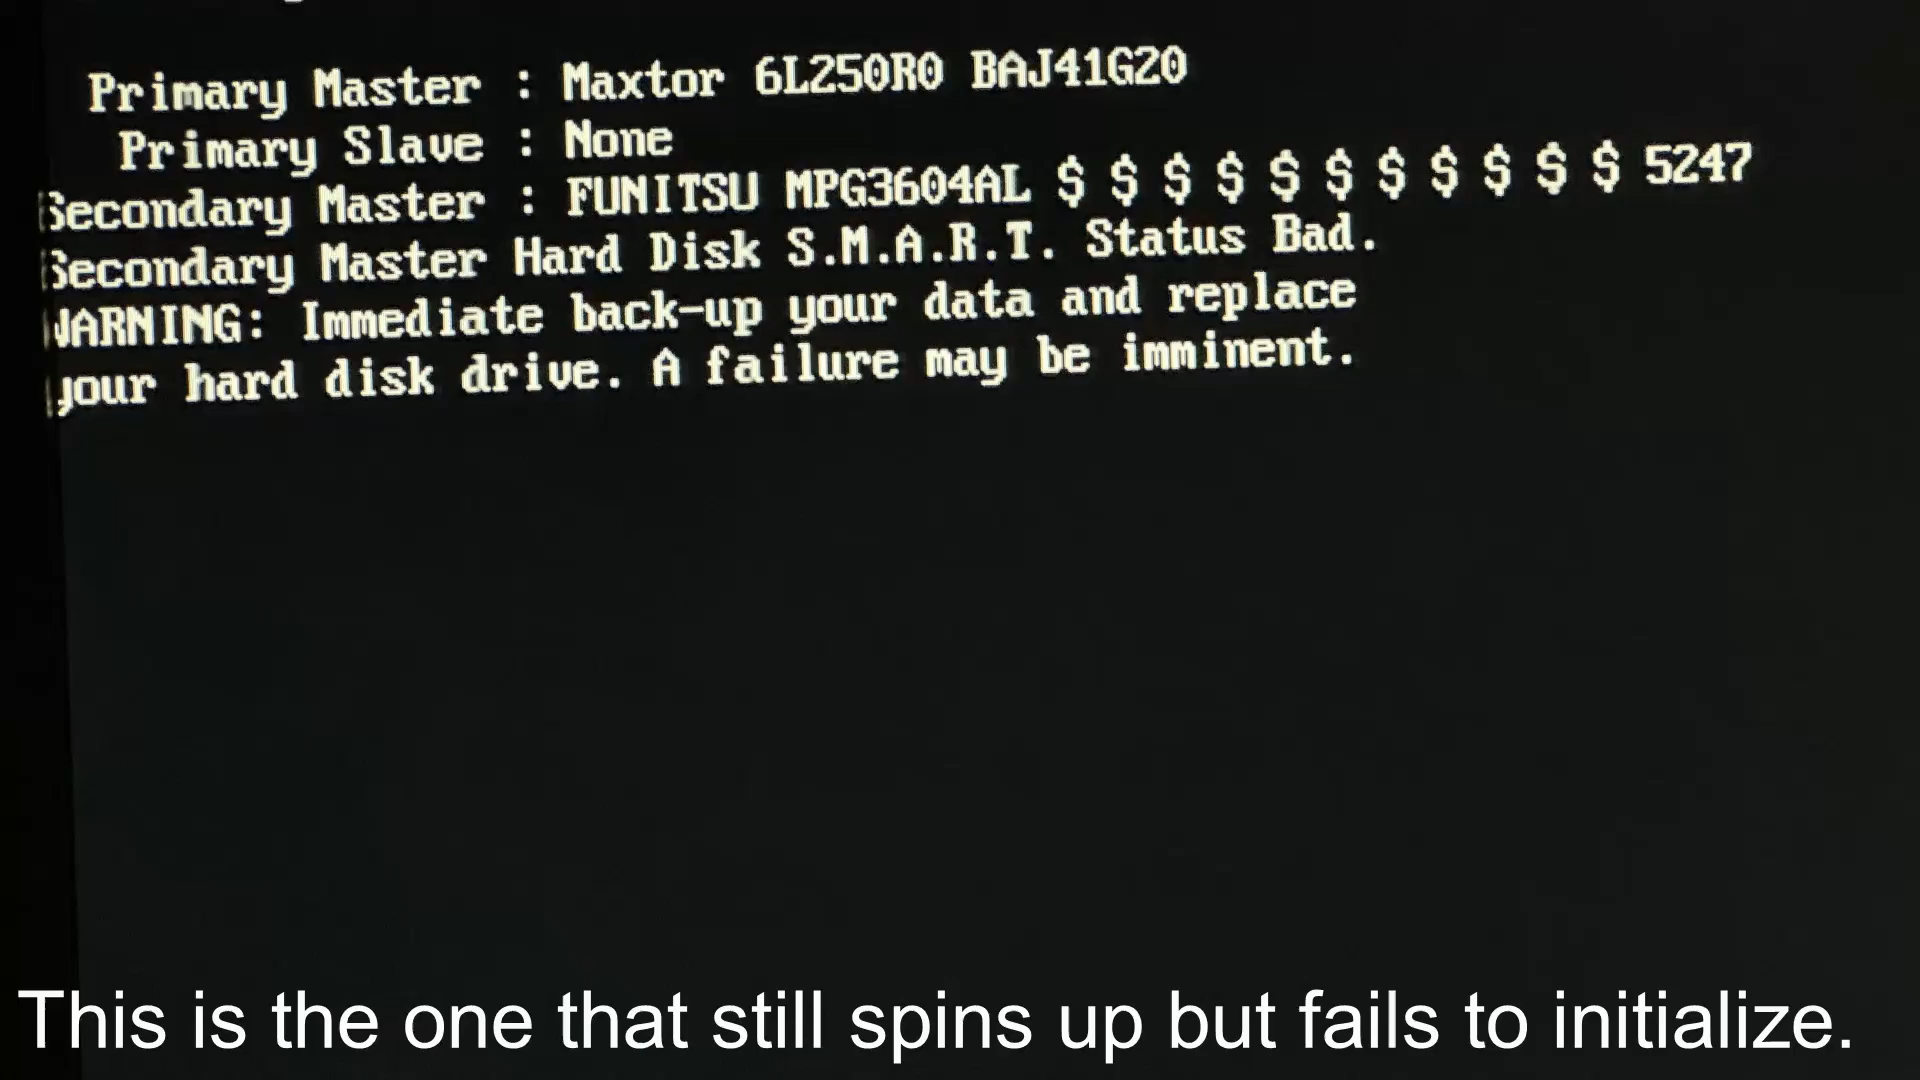 Primary Master : Maxtor 6L250R0 BAJ41G20
Primary Slave : None
Secondary Master : FUNITSU MPG3604AL $ $ $ $ $ $ $ $ $ $ $ 5247
Secondary Master Hard Disk S.M.A.R.T. Status Bad.
WARNING: Immediate back-up your data and replace
your hard disk drive. A failure may be imminent.
This is the one that still spins up but fails to initialize.